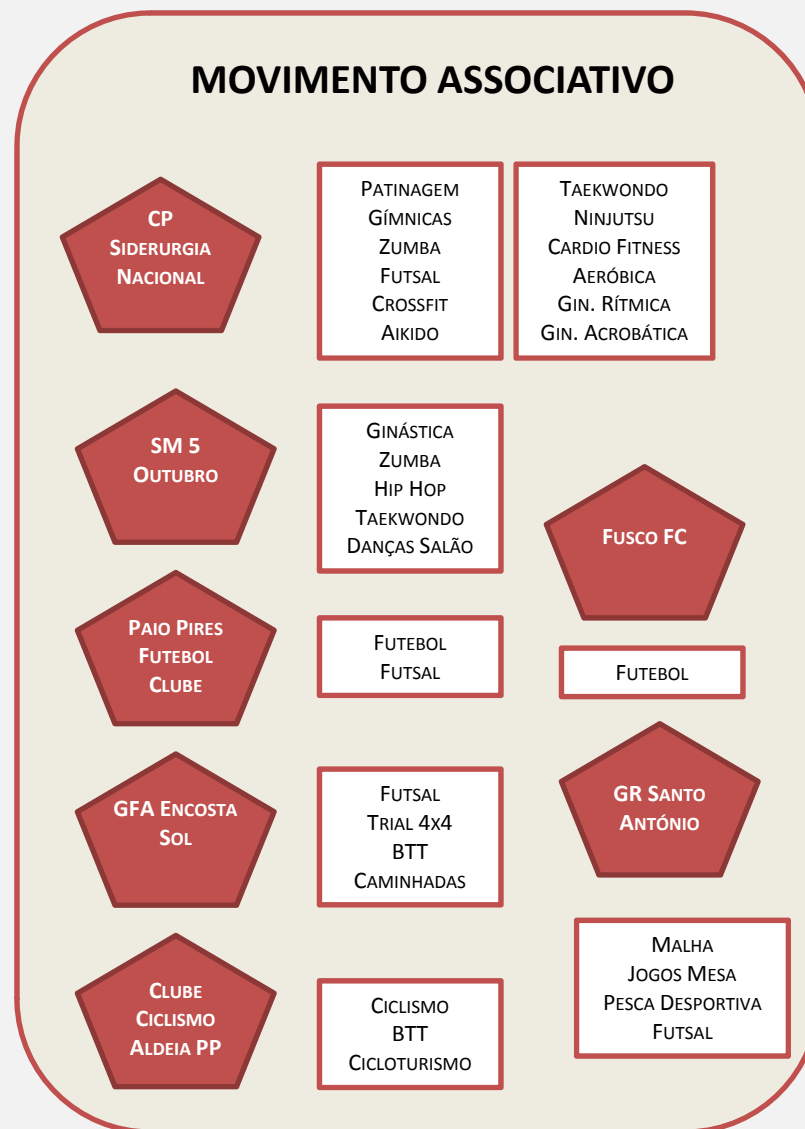 MOVIMENTO ASSOCIATIVO
CP
SIDERURGIA
NACIONAL
PATINAGEM
GÍMNICAS
ZUMBA
FUTSAL
CROSSFIT
AIKIDO
TAEKWONDO
NINJUTSU
CARDIO FITNESS
AERÓBICA
GIN. RÍTMICA
GIN. ACROBÁTICA
SM 5
OUTUBRO
GINÁSTICA
ZUMBA
HIP HOP
TAEKWONDO
DANÇAS SALÃO
FUSCO FC
FUTEBOL
PAIO PIRES
FUTEBOL
CLUBE
FUTEBOL
FUTSAL
GFA ENCOSTA
SOL
FUTSAL
TRIAL 4X4
BTT
CAMINHADAS
GR SANTO
ANTÓNIO
MALHA
JOGOS MESA
PESCA DESPORTIVA
FUTSAL
CLUBE
CICLISMO
ALDEIA PP
CICLISMO
BTT
CICLOTURISMO